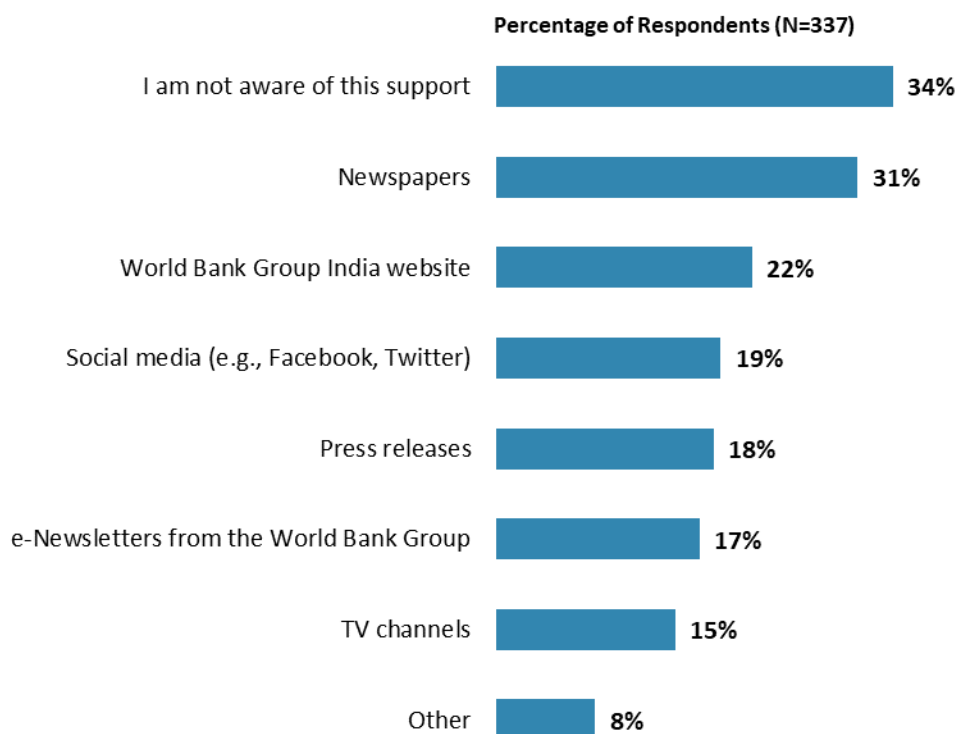 Percentage of Respondents (N=337)
I am not aware of this support 34%
Newspapers 31%
World Bank Group India website 22%
Social media (e.g., Facebook, Twitter) 19%
Press releases 18%
e-Newsletters from the World Bank Group 17%
TV channels 15%
Other 8%